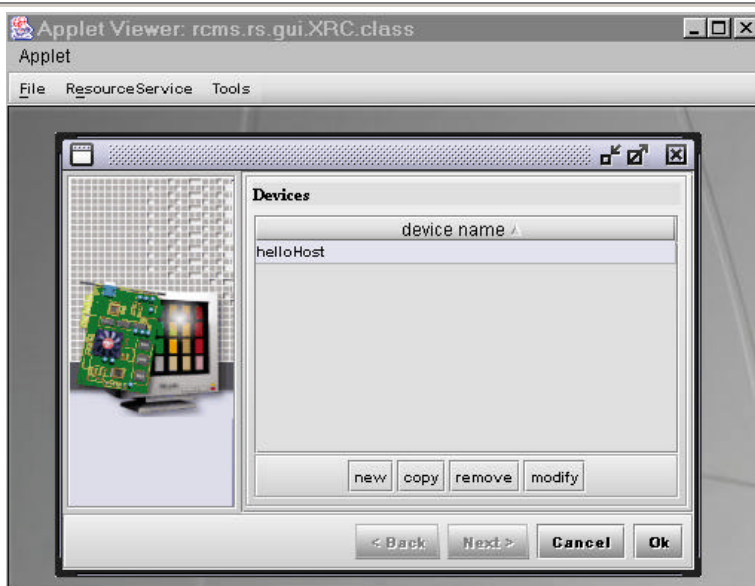 Applet Viewer: rcms.rs.gui.XRC.class
Applet
File ResourceService Tools
Devices
device name
helloHost
new copy remove modify
< Back Next > Cancel Ok